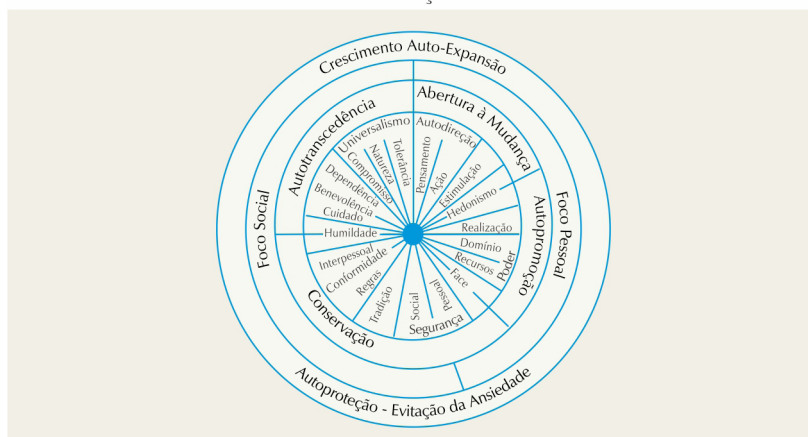 Crescimento Auto-Expansão
Foco Social
Foco Pessoal
Autoproteção - Evitação da Ansiedade
Autotranscedência
Abertura à Mudança
Autopromoção
Conservação
Universalismo
Tolerância
Natureza
Compromisso
Dependência
Benevolência
Cuidado
Humildade
Interpessoal
Conformidade
Regras
Tradição
Social
Segurança
Pessoal
Face
Recursos
Poder
Domínio
Realização
Hedonismo
Estimulação
Ação
Pensamento
Autodireção